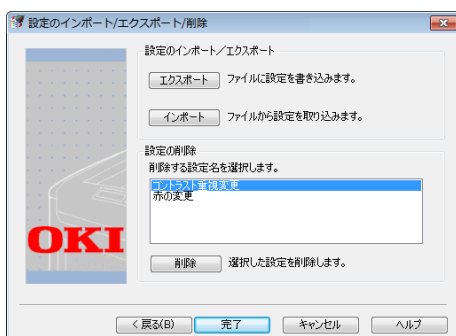 設定のインポート/エクスポート/削除
設定のインポート/エクスポート
エクスポート ファイルに設定を書き込みます。
インポート ファイルから設定を取り込みます。
設定の削除
削除する設定名を選択します。
コントラスト重視変更
赤の変更
OKI
削除 選択した設定を削除します。
< 戻る(B) 完了 キャンセル ヘルプ